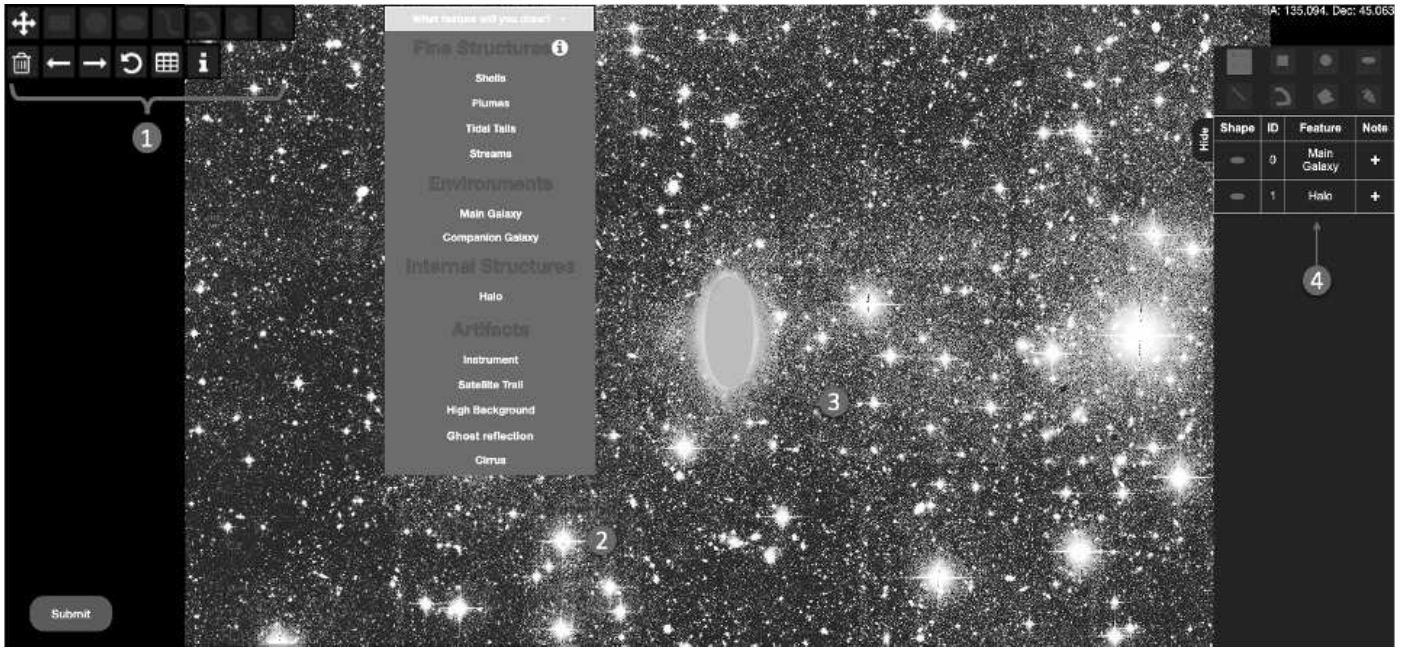 What feature will you draw?
A: 135.094, Dec: 45.063
Fine Structures
Shells
Plumes
Tidal Tails
Streams
Environments
Main Galaxy
Companion Galaxy
Internal Structures
Halo
Artifacts
Instrument
Satellite Trail
High Background
Ghost reflection
Cirrus
1
2
3
Hide
Shape ID Feature Note
0 Main Galaxy +
1 Halo +
4
Submit